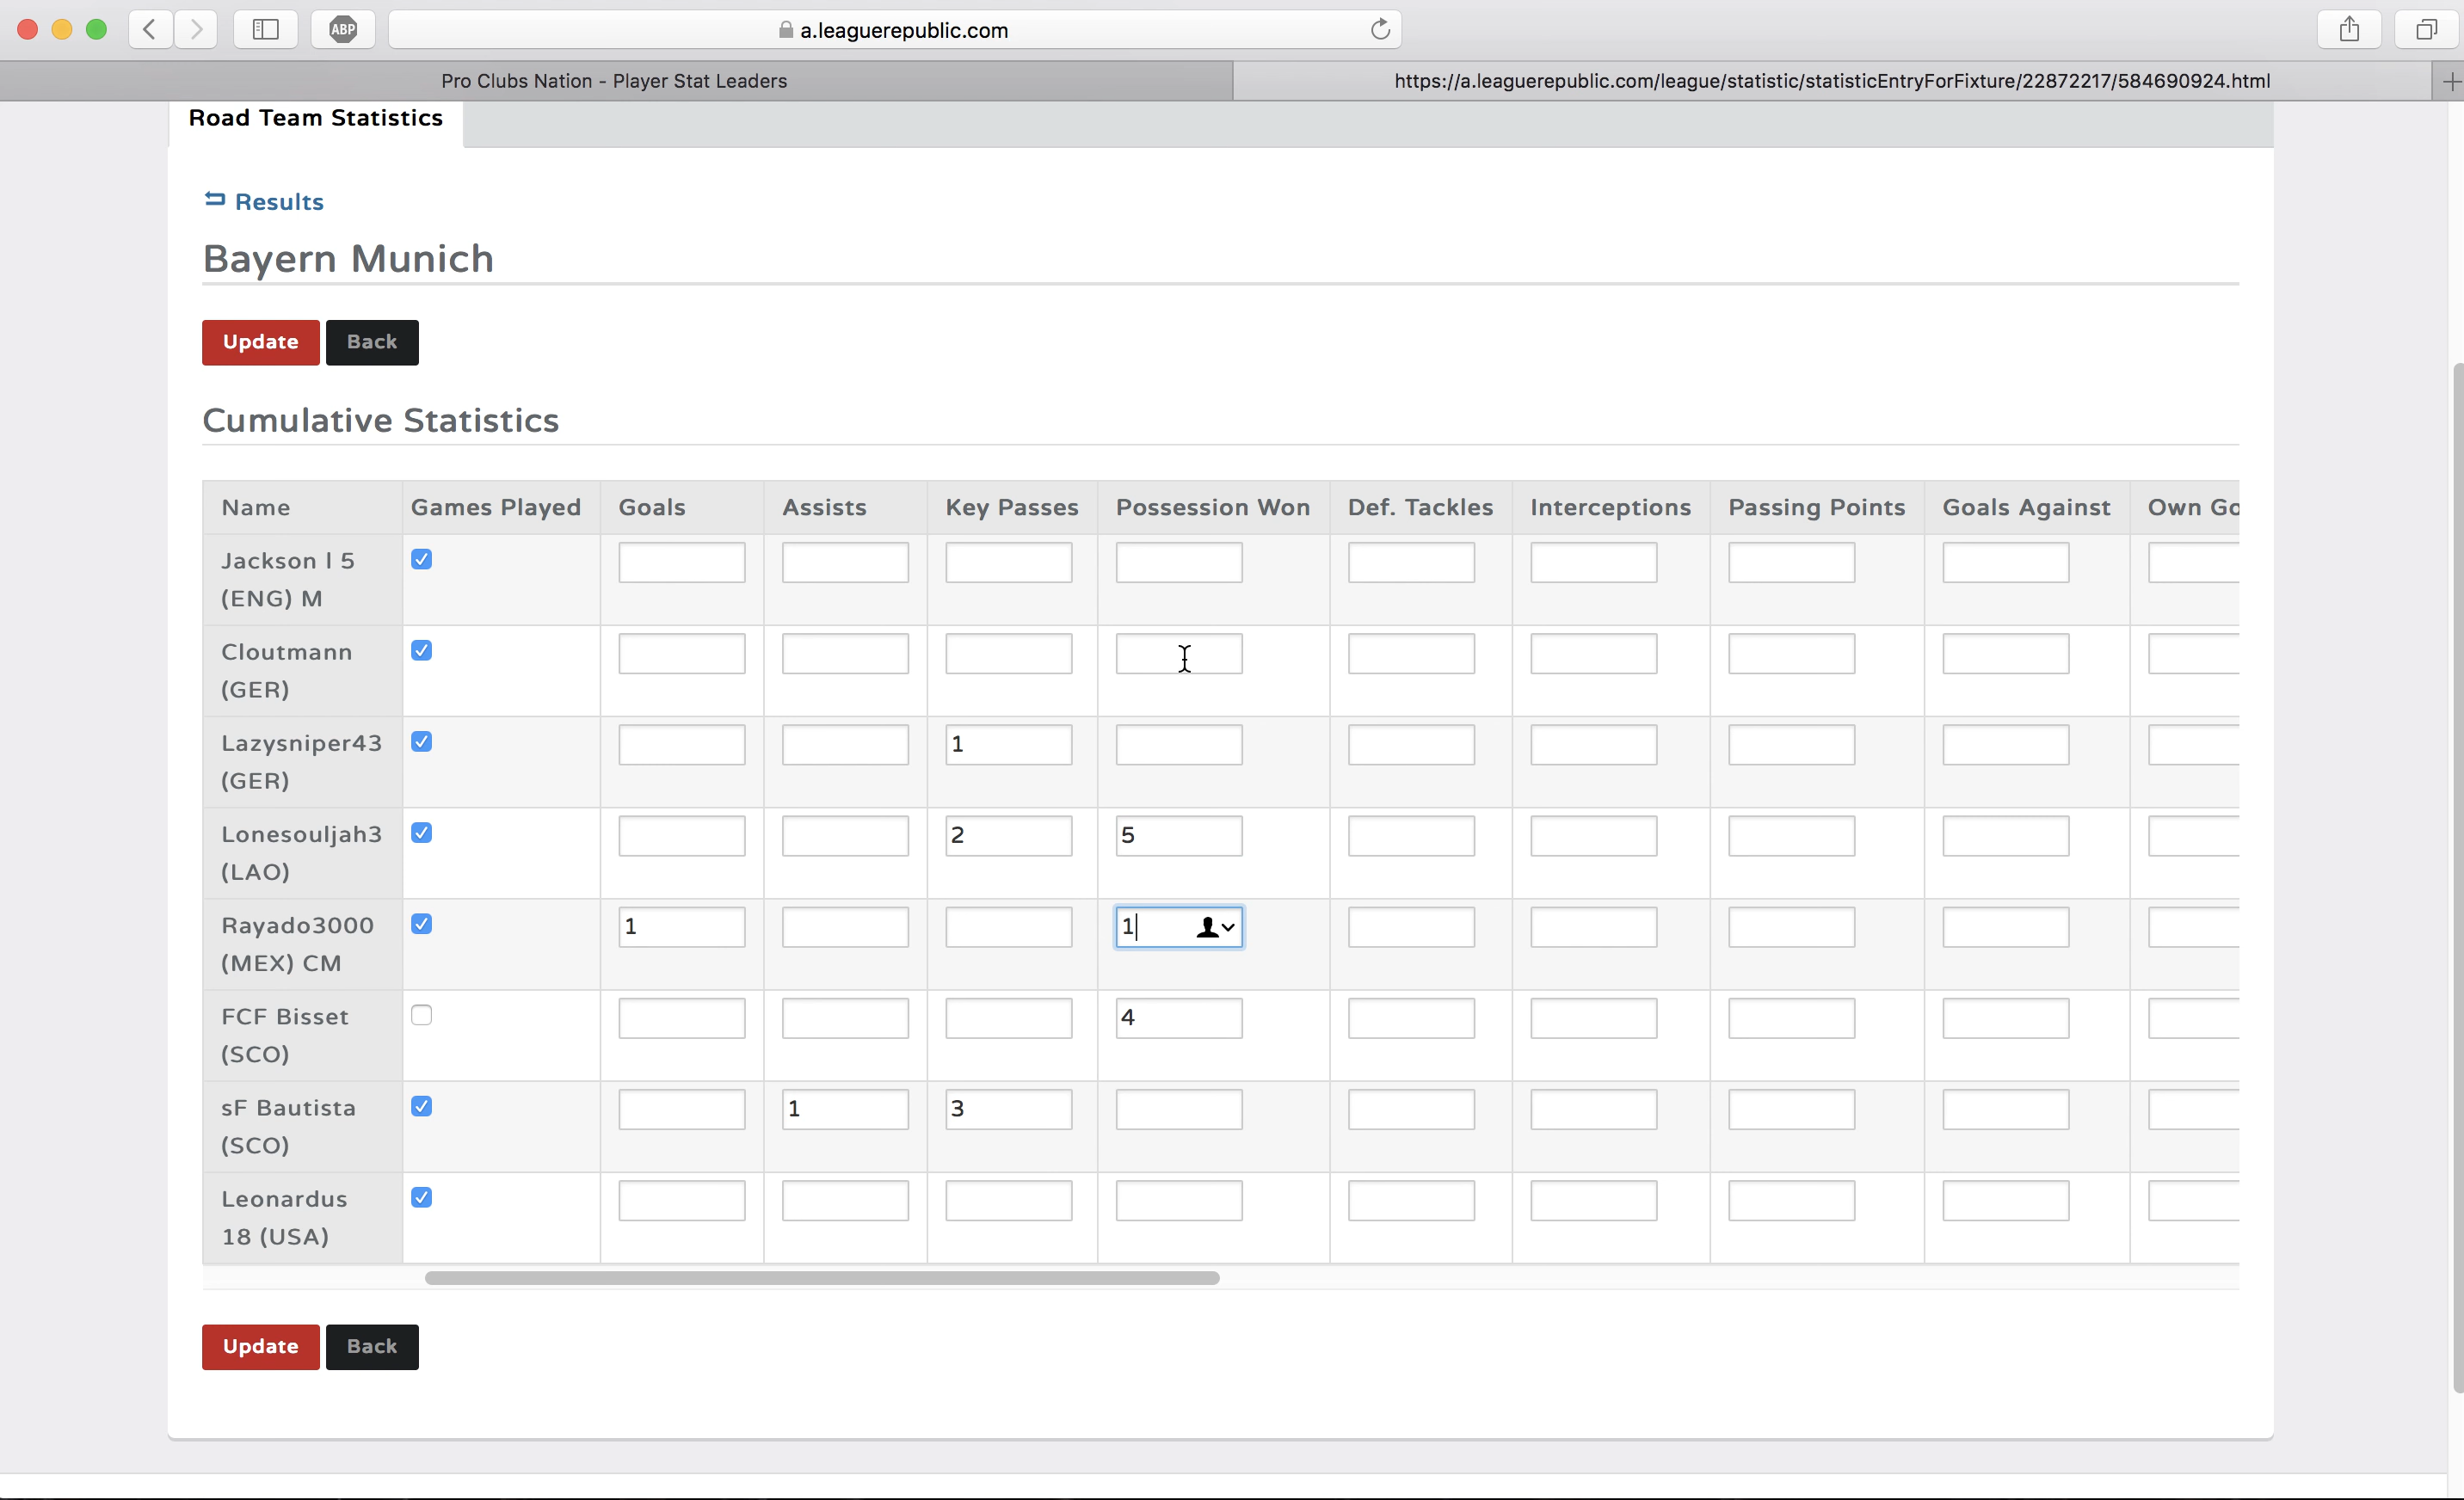 ABP
a.leaguerepublic.com
Pro Clubs Nation - Player Stat Leaders
https://a.leaguerepublic.com/league/statistic/statisticEntryForFixture/22872217/584690924.html
Road Team Statistics
Results
Bayern Munich
Update Back
Cumulative Statistics
Name Games Played Goals Assists Key Passes Possession Won Def. Tackles Interceptions Passing Points Goals Against Own Go
Jackson l 5
(ENG) M
Cloutmann
(GER)
Lazysniper43 1
(GER)
Lonesouljah3 2 5
(LAO)
Rayado3000 1 1
(MEX) CM
FCF Bisset 4
(SCO)
sF Bautista 1 3
(SCO)
Leonardus
18 (USA)
Update Back